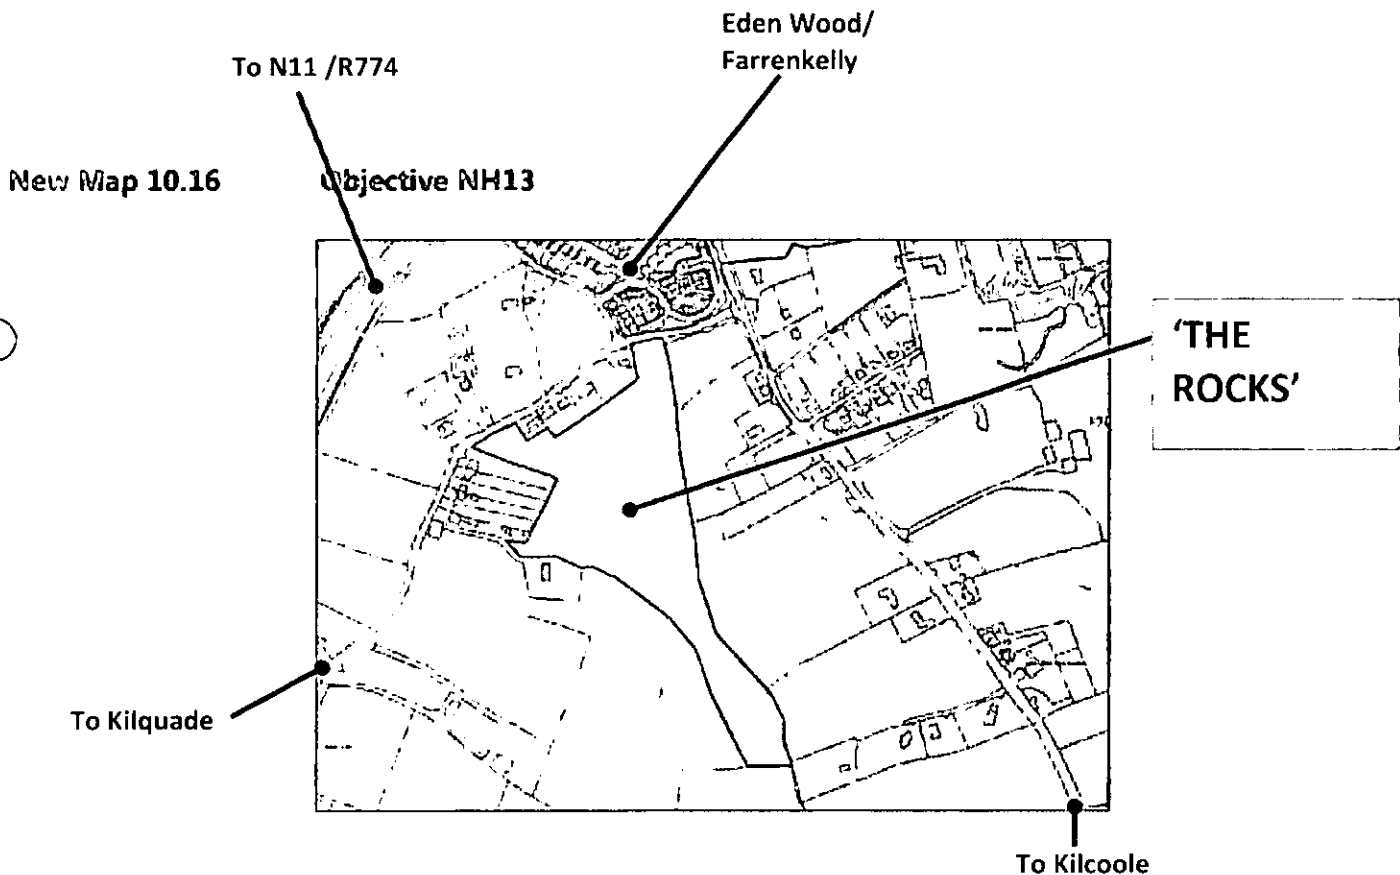 Eden Wood/
Farrenkelly
To N11 /R774
New Map 10.16 Objective NH13
'THE
ROCKS'
To Kilquade
To Kilcoole